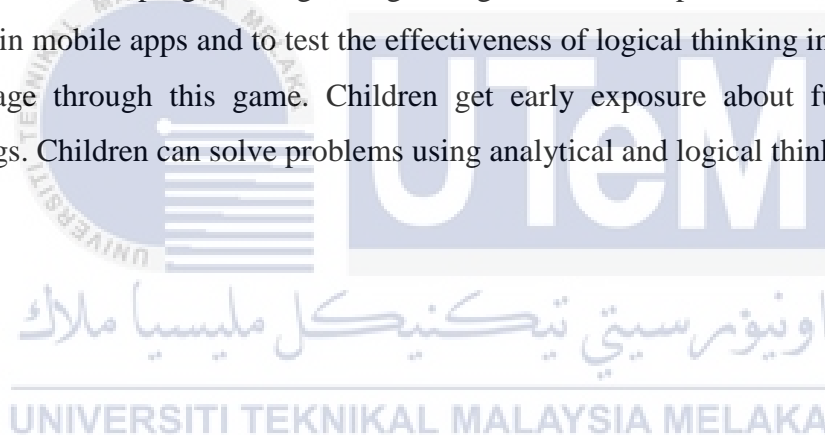 in mobile apps and to test the effectiveness of logical thinking in
age through this game. Children get early exposure about fu
gs. Children can solve problems using analytical and logical think
UTeM
اونيۏرسيتي تيكنيكل مليسيا ملاك
UNIVERSITI TEKNIKAL MALAYSIA MELAKA